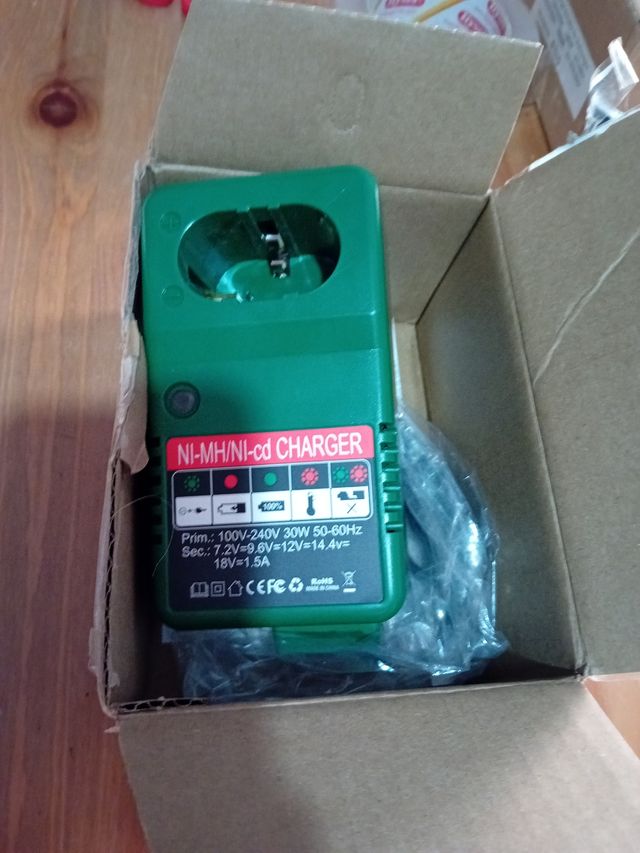 NI-MH/NI-cd CHARGER
100%
Prim.: 100V-240V 30W 50-60Hz
Sec.: 7.2V=9.6V=12V=14.4v=
18V=1.5A
CE FC RoHS
MADE IN CHINA